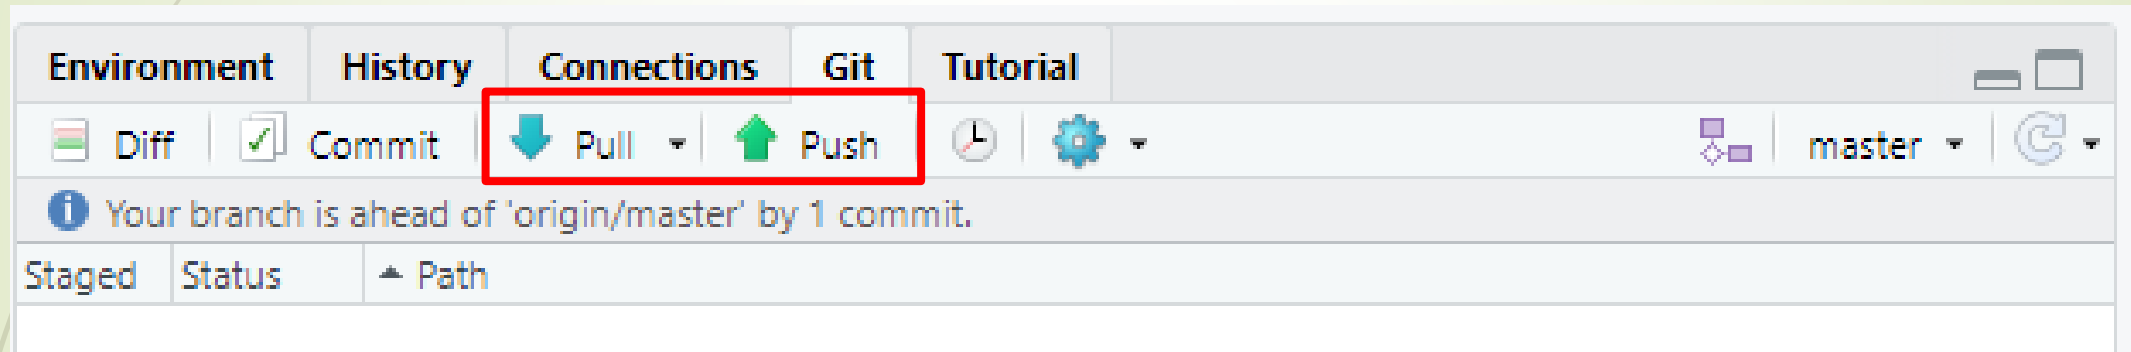 Environment History Connections Git Tutorial
Diff Commit Pull Push master
Your branch is ahead of 'origin/master' by 1 commit.
Staged Status Path